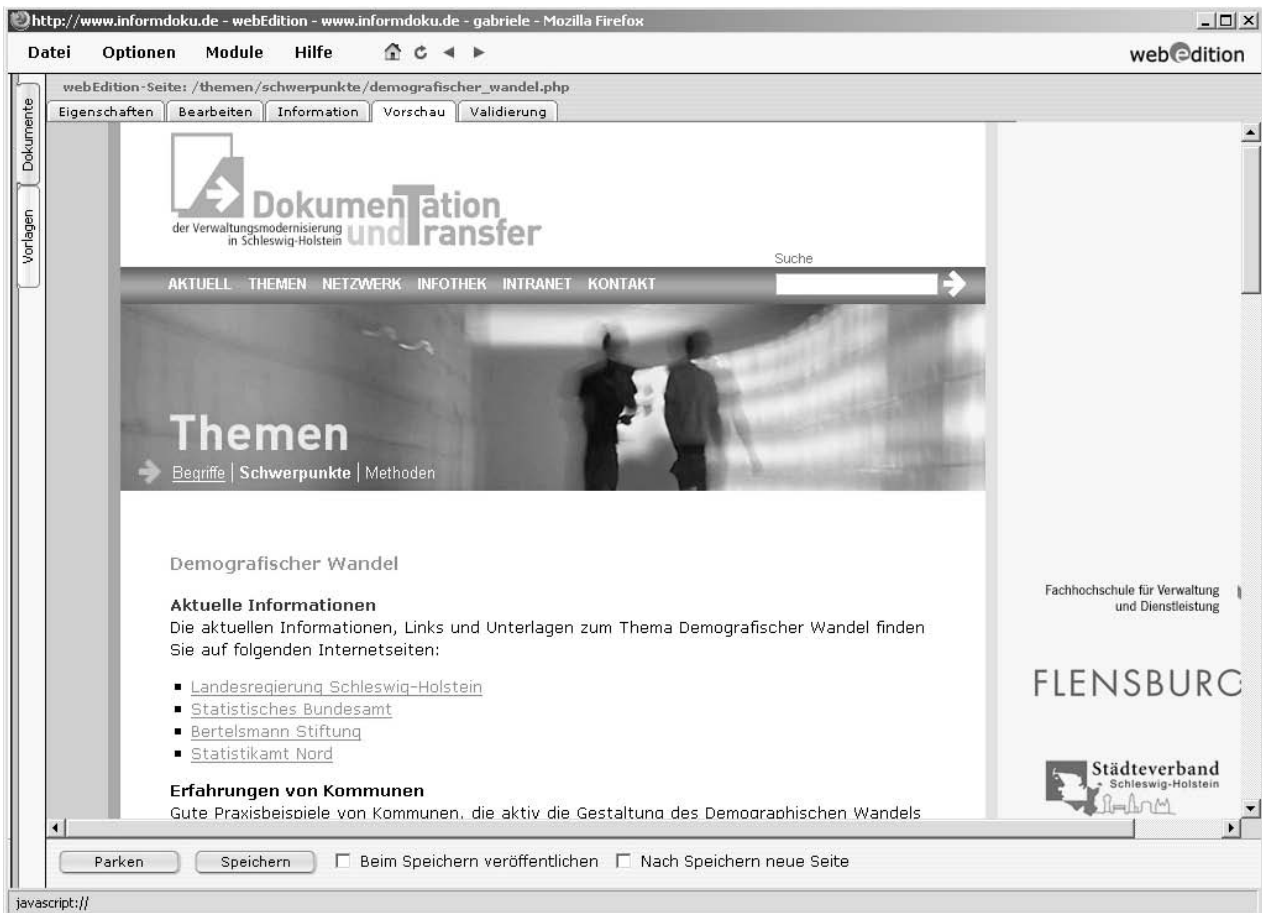 http://www.informdoku.de - webEdition - www.informdoku.de - gabriele - Mozilla Firefox
Datei Optionen Module Hilfe
webEdition
webEdition-Seite: /themen/schwerpunkte/demografischer_wandel.php
Eigenschaften Bearbeiten Information Vorschau Validierung
Dokumente
Vorlagen
DokumenTation
der Verwaltungsmodernisierung
in Schleswig-Holstein
und Transfer
Suche
AKTUELL THEMEN NETZWERK INFOTHEK INTRANET KONTAKT
Themen
Begriffe | Schwerpunkte | Methoden
Demografischer Wandel
Aktuelle Informationen
Die aktuellen Informationen, Links und Unterlagen zum Thema Demografischer Wandel finden
Sie auf folgenden Internetseiten:
▪ Landesregierung Schleswig-Holstein
▪ Statistisches Bundesamt
▪ Bertelsmann Stiftung
▪ Statistikamt Nord
Erfahrungen von Kommunen
Gute Praxisbeispiele von Kommunen, die aktiv die Gestaltung des Demographischen Wandels
Fachhochschule für Verwaltung
und Dienstleistung
FLENSBURG
Städteverband
Schleswig-Holstein
Parken Speichern Beim Speichern veröffentlichen Nach Speichern neue Seite
javascript://